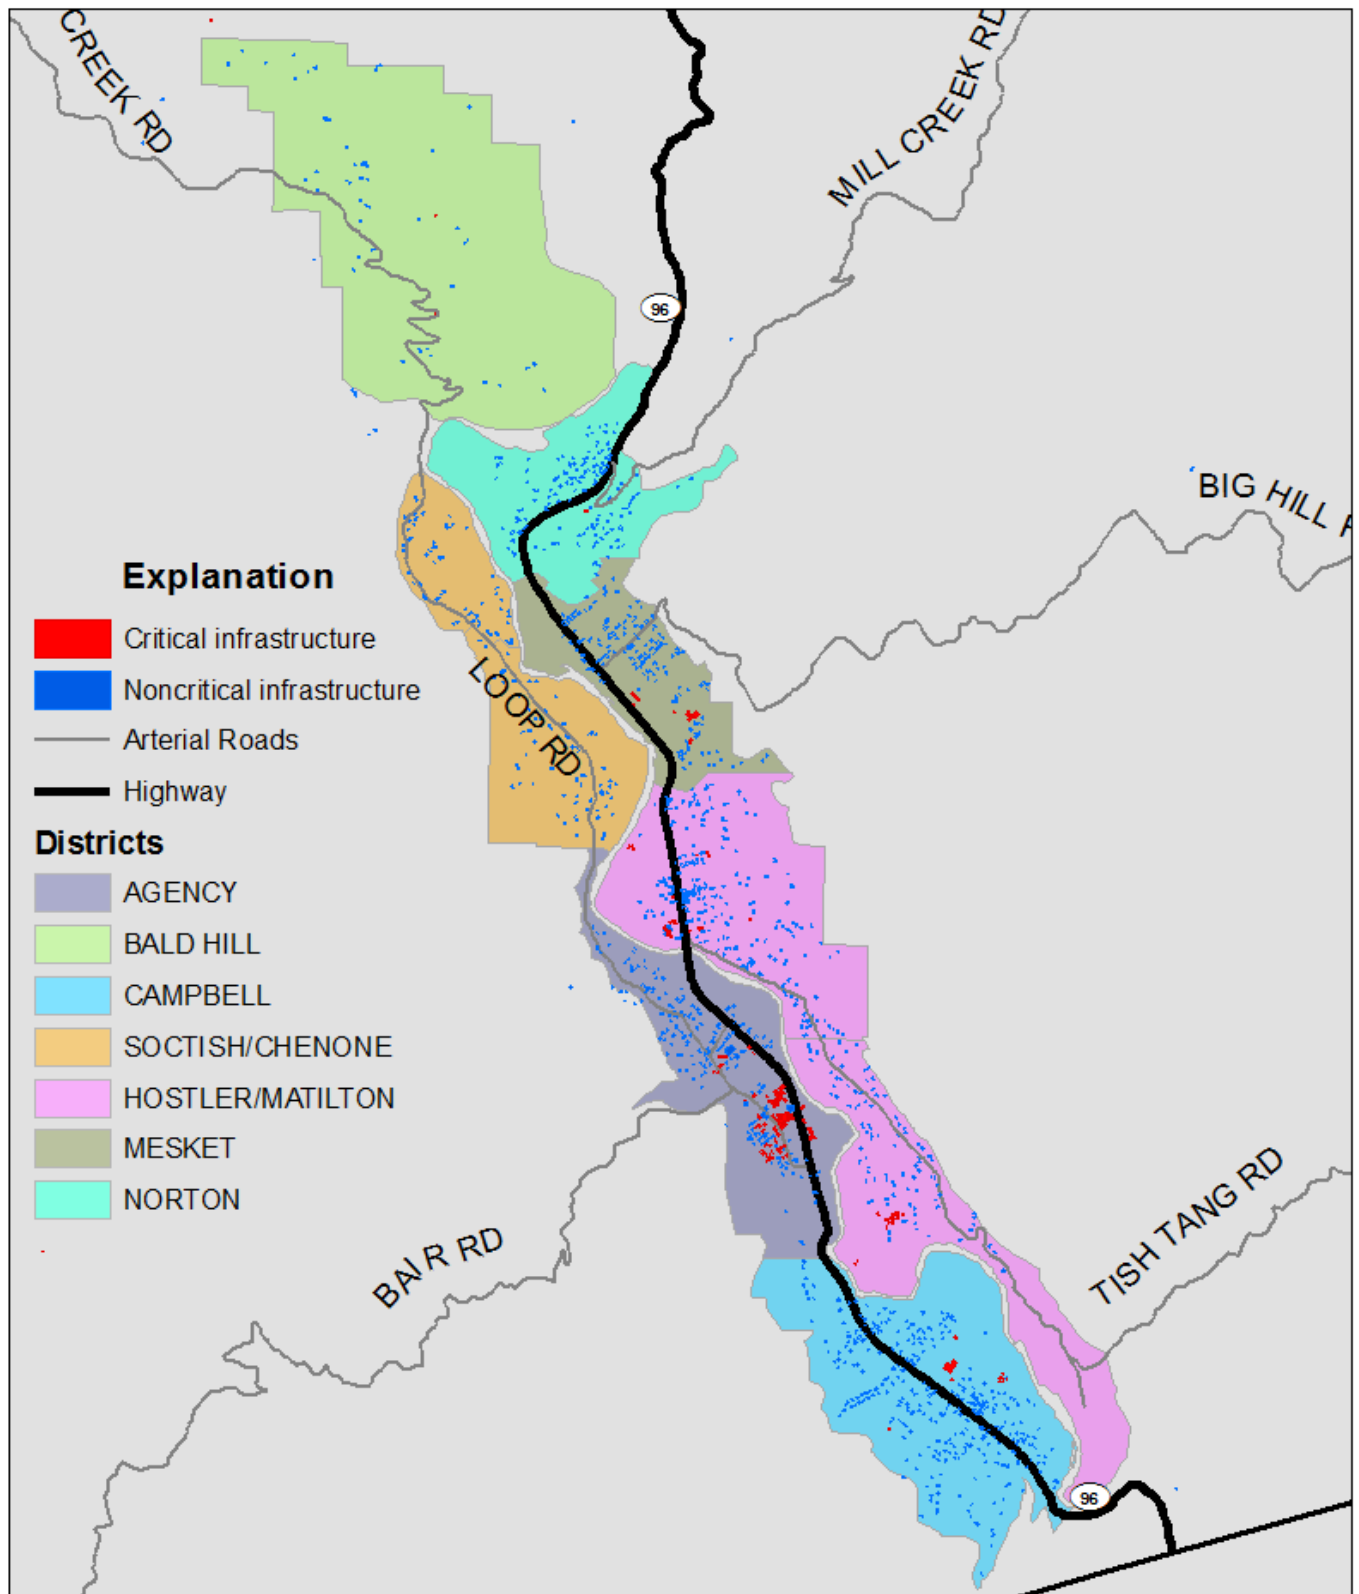 CREEK RD
MILL CREEK RD
96
BIG HILL
Explanation
Critical infrastructure
Noncritical infrastructure
Arterial Roads
Highway
LOOP RD
Districts
AGENCY
BALD HILL
CAMPBELL
SOCTISH/CHENONE
HOSTLER/MATILTON
MESKET
NORTON
BAIR RD
TISH TANG RD
96